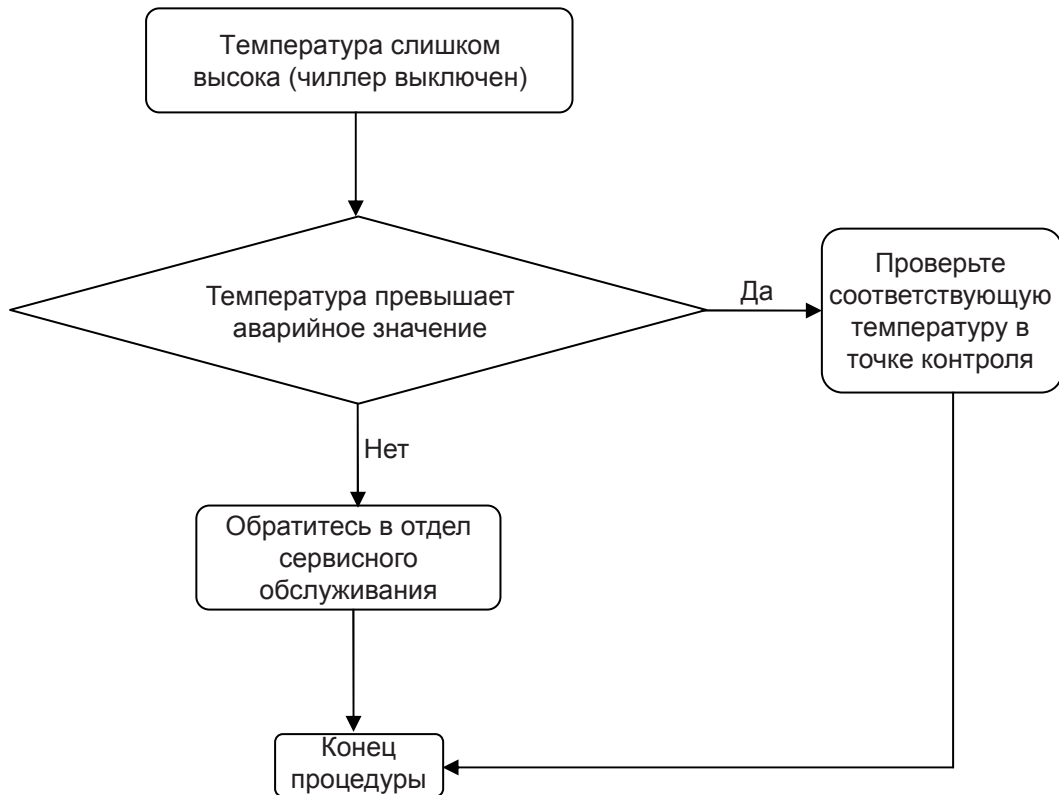 Температура слишком
высока (чиллер выключен)
Температура превышает
аварийное значение
Да
Проверьте
соответствующую
температуру в
точке контроля
Нет
Обратитесь в отдел
сервисного
обслуживания
Конец
процедуры